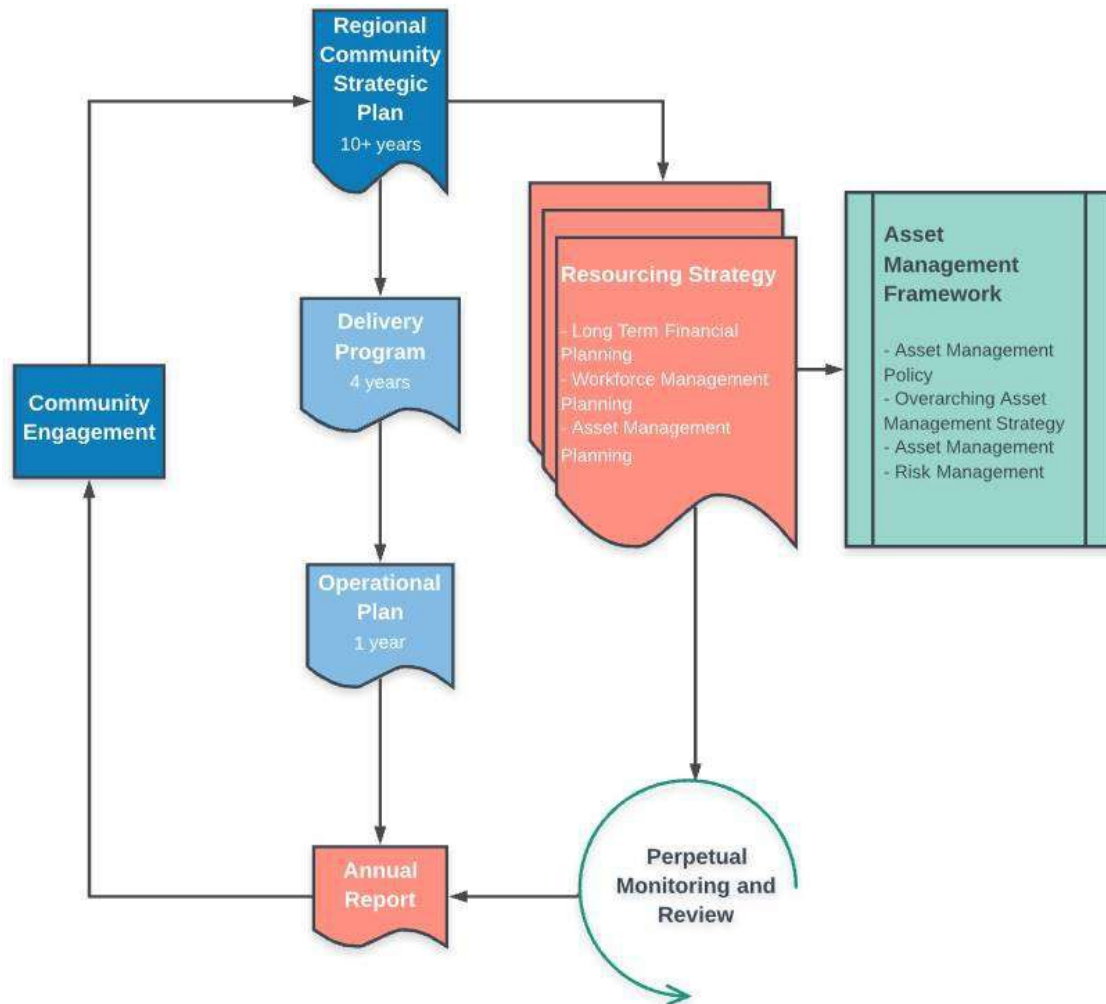 Regional
Community
Strategic
Plan
10+ years
Resourcing Strategy
- Long Term Financial
Planning
- Workforce Management
Planning
- Asset Management
Planning
Asset
Management
Framework
- Asset Management
Policy
- Overarching Asset
Management Strategy
- Asset Management
- Risk Management
Delivery
Program
4 years
Community
Engagement
Operational
Plan
1 year
Annual
Report
Perpetual
Monitoring and
Review